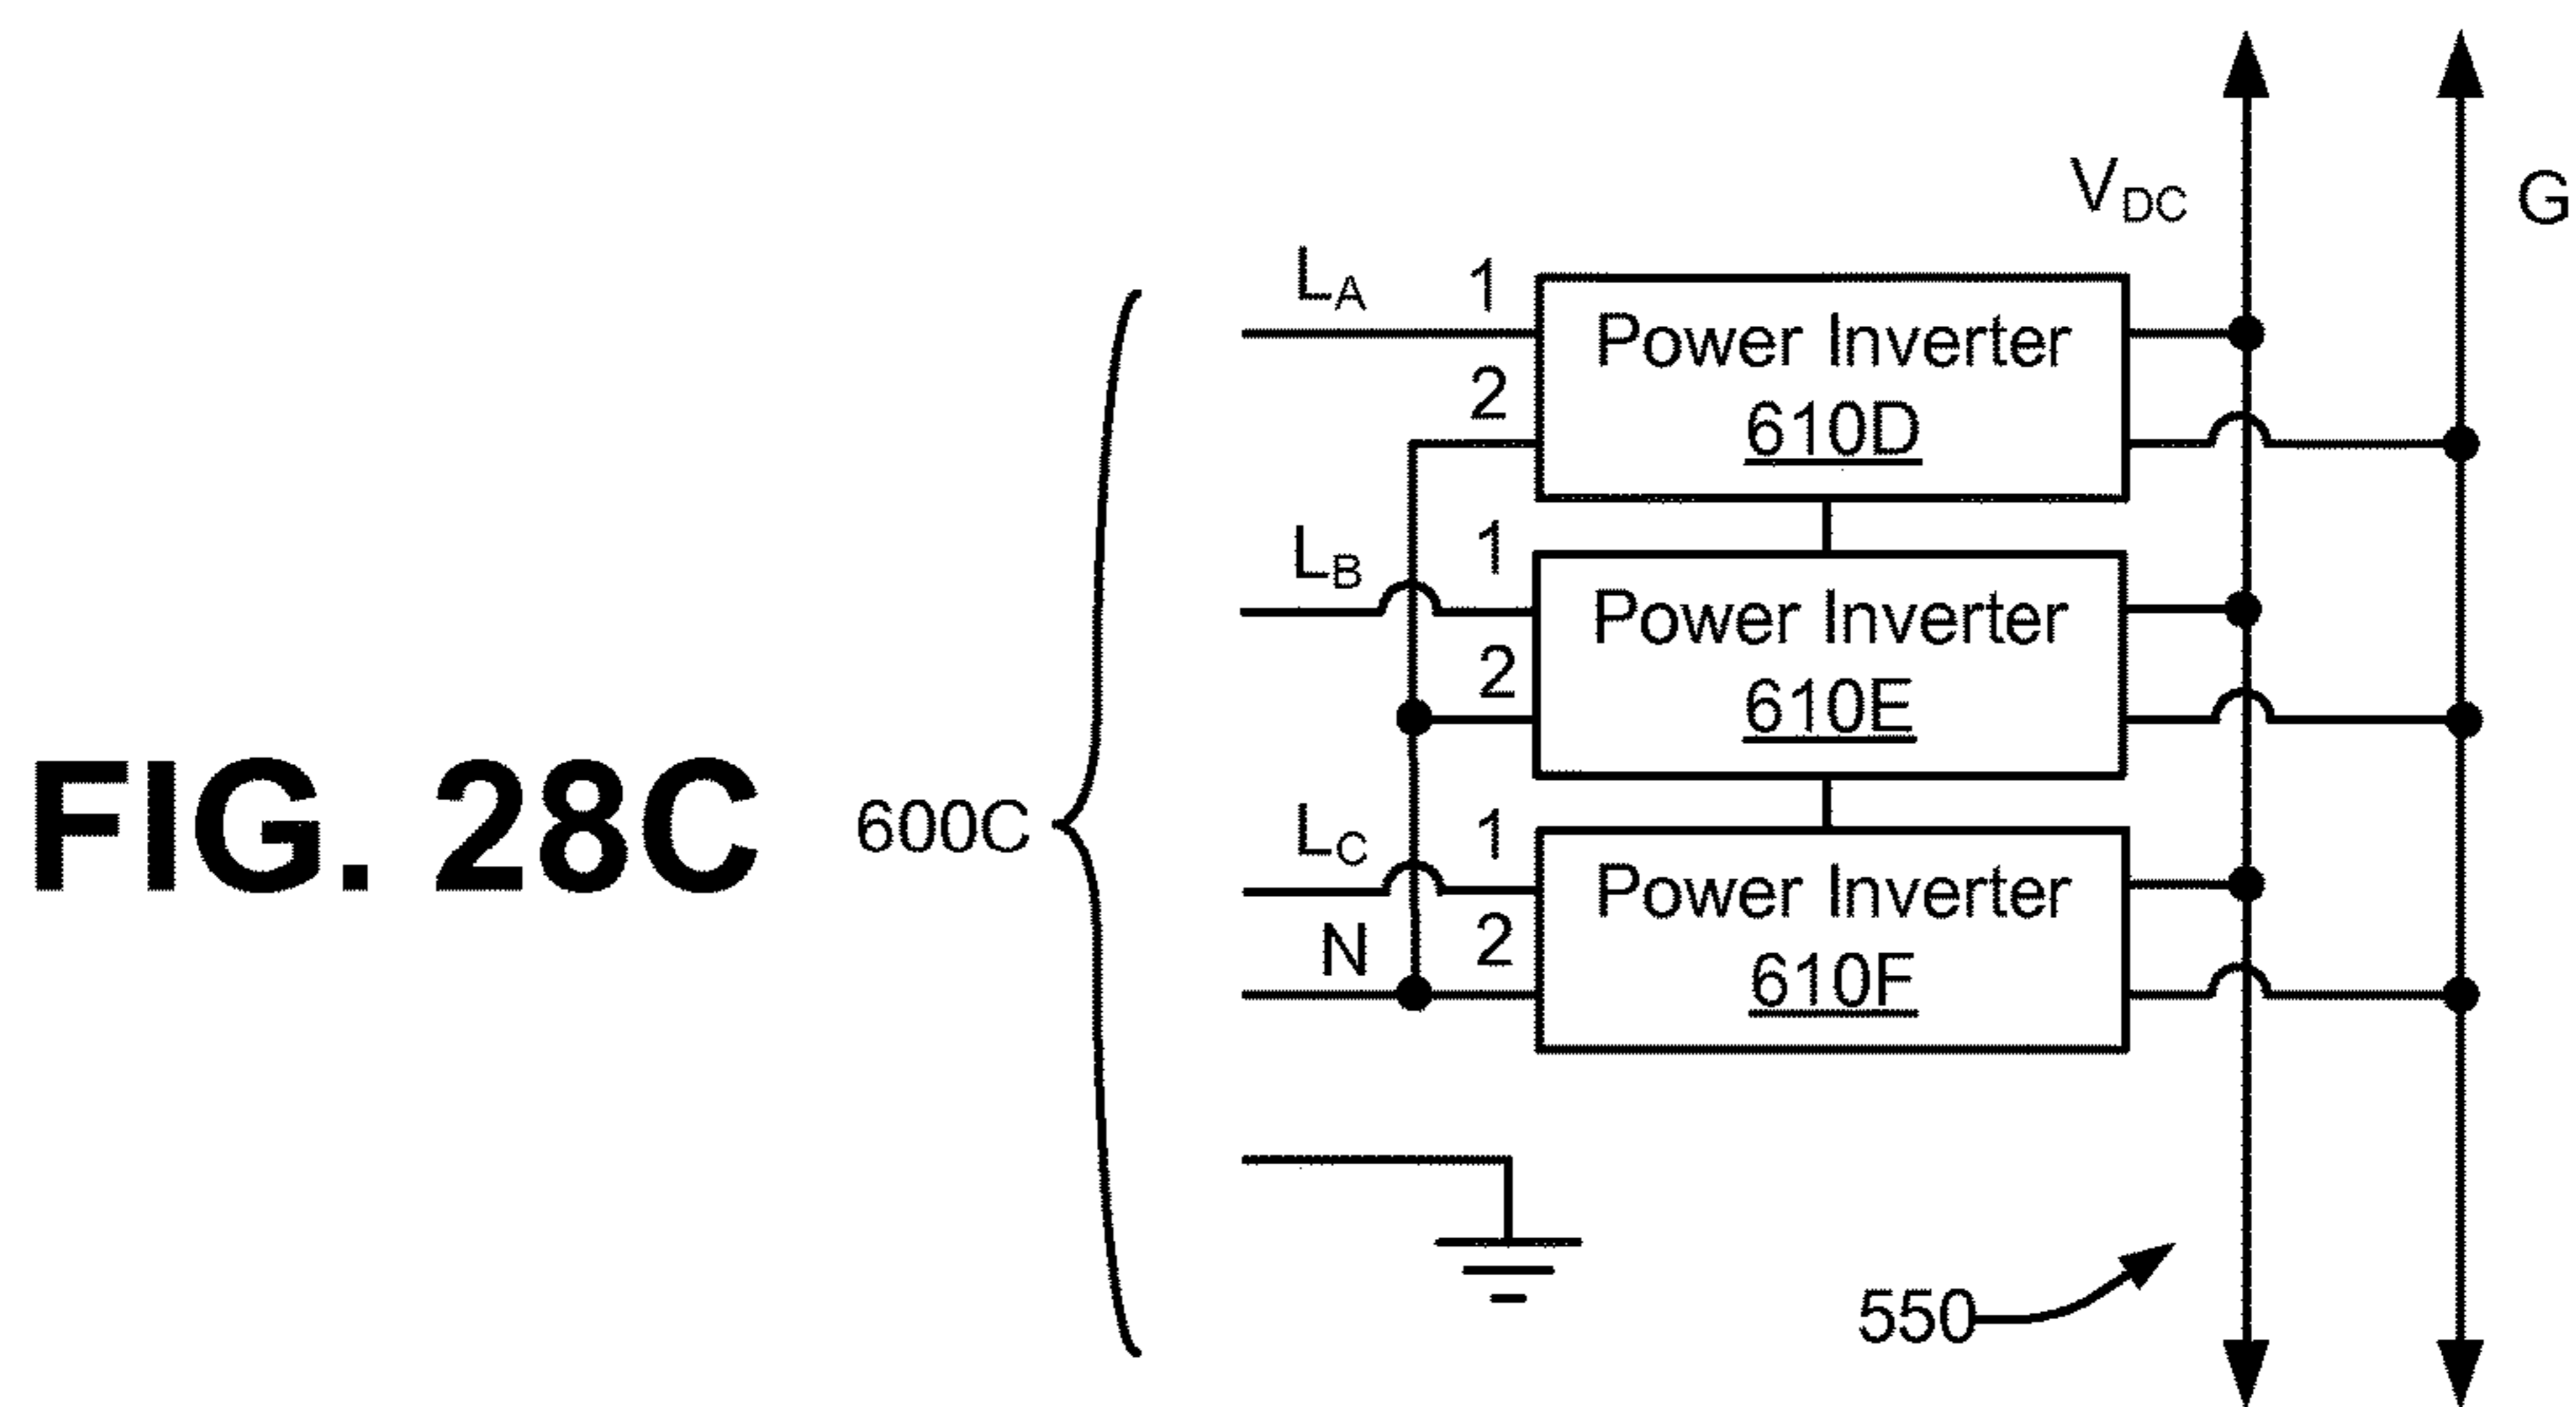 V_DC
G
L_A
1
Power Inverter
2
610D
L_B
1
Power Inverter
2
610E
FIG. 28C
600C
L_C
1
Power Inverter
N
2
610F
550